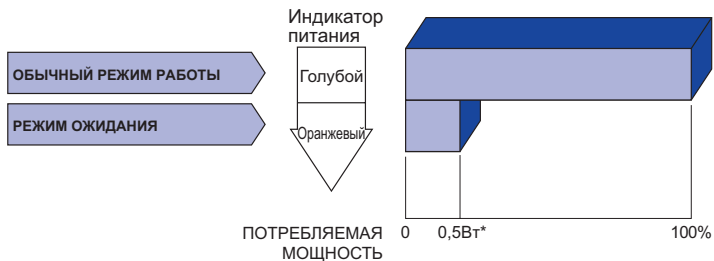 Индикатор
питания
ОБЫЧНЫЙ РЕЖИМ РАБОТЫ
Голубой
РЕЖИМ ОЖИДАНИЯ
Оранжевый
ПОТРЕБЛЯЕМАЯ
МОЩНОСТЬ
0 0,5Вт* 100%